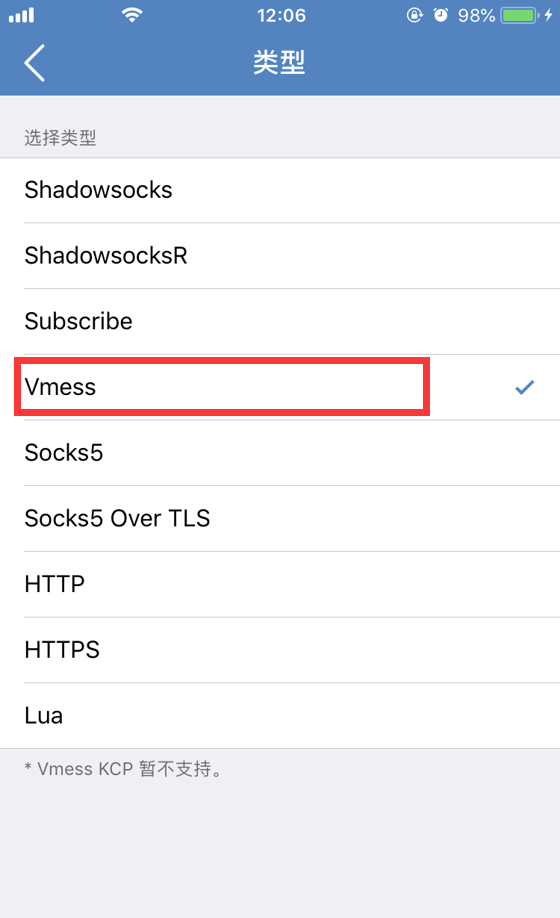 12:06
98%
类型
选择类型
Shadowsocks
ShadowsocksR
Subscribe
Vmess
Socks5
Socks5 Over TLS
HTTP
HTTPS
Lua
* Vmess KCP 暂不支持。